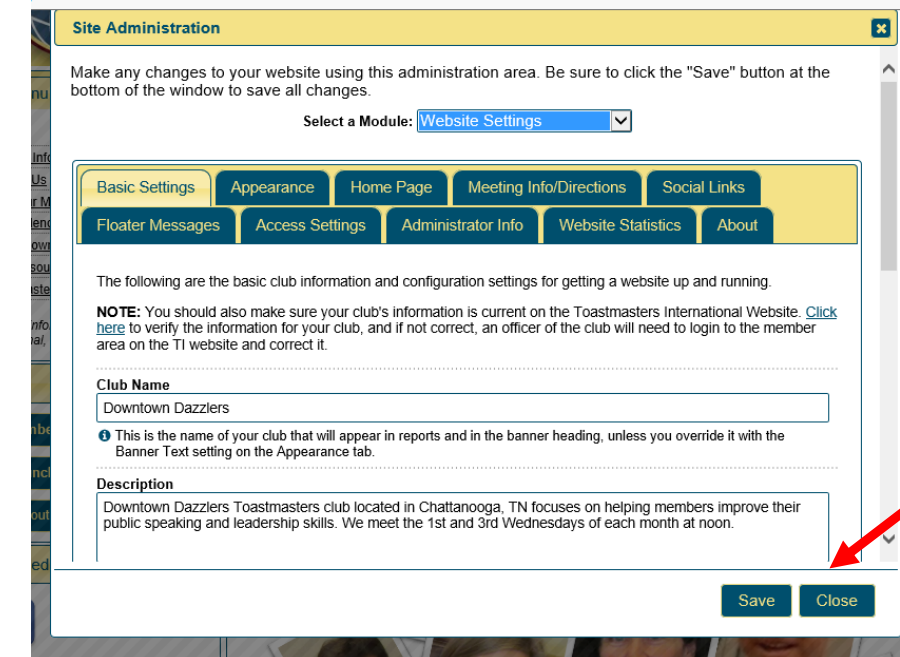 Site Administration
Make any changes to your website using this administration area. Be sure to click the "Save" button at the
bottom of the window to save all changes.
Select a Module: Website Settings
Basic Settings Appearance Home Page Meeting Info/Directions Social Links
Floater Messages Access Settings Administrator Info Website Statistics About
The following are the basic club information and configuration settings for getting a website up and running.
NOTE: You should also make sure your club's information is current on the Toastmasters International Website. Click
here to verify the information for your club, and if not correct, an officer of the club will need to login to the member
area on the TI website and correct it.
Club Name
Downtown Dazzlers
This is the name of your club that will appear in reports and in the banner heading, unless you override it with the
Banner Text setting on the Appearance tab.
Description
Downtown Dazzlers Toastmasters club located in Chattanooga, TN focuses on helping members improve their
public speaking and leadership skills. We meet the 1st and 3rd Wednesdays of each month at noon.
Save Close